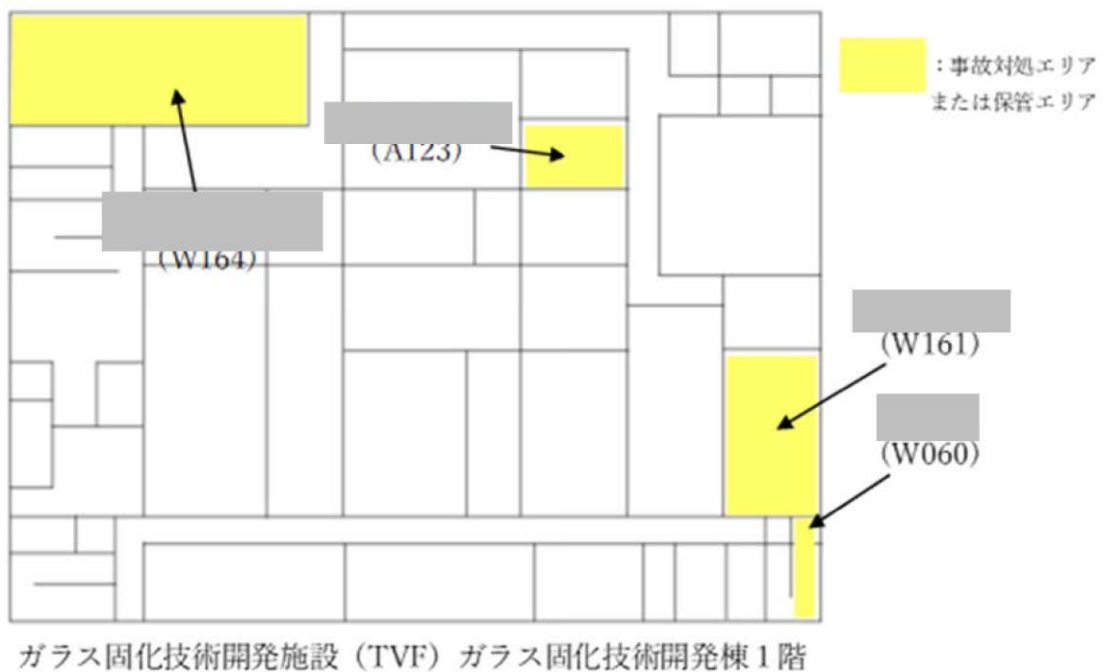 ：事故対処エリア
または保管エリア
(A123)
(W164)
(W161)
(W060)
ガラス固化技術開発施設（TVF）ガラス固化技術開発棟１階